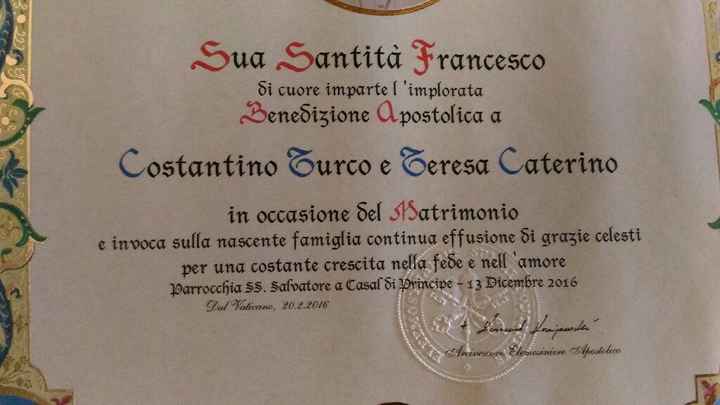 Sua Santità Francesco
di cuore imparte l'implorata
Benedizione Apostolica a
Costantino Turco e Teresa Caterino
in occasione del Matrimonio
e invoca sulla nascente famiglia continua effusione di grazie celesti
per una costante crescita nella fede e nell'amore
Parrocchia SS. Salvatore a Casal di Principe - 13 Dicembre 2016
Dal Vaticano, 20.2.2016
Arcivescovo Elemosiniere Apostolico